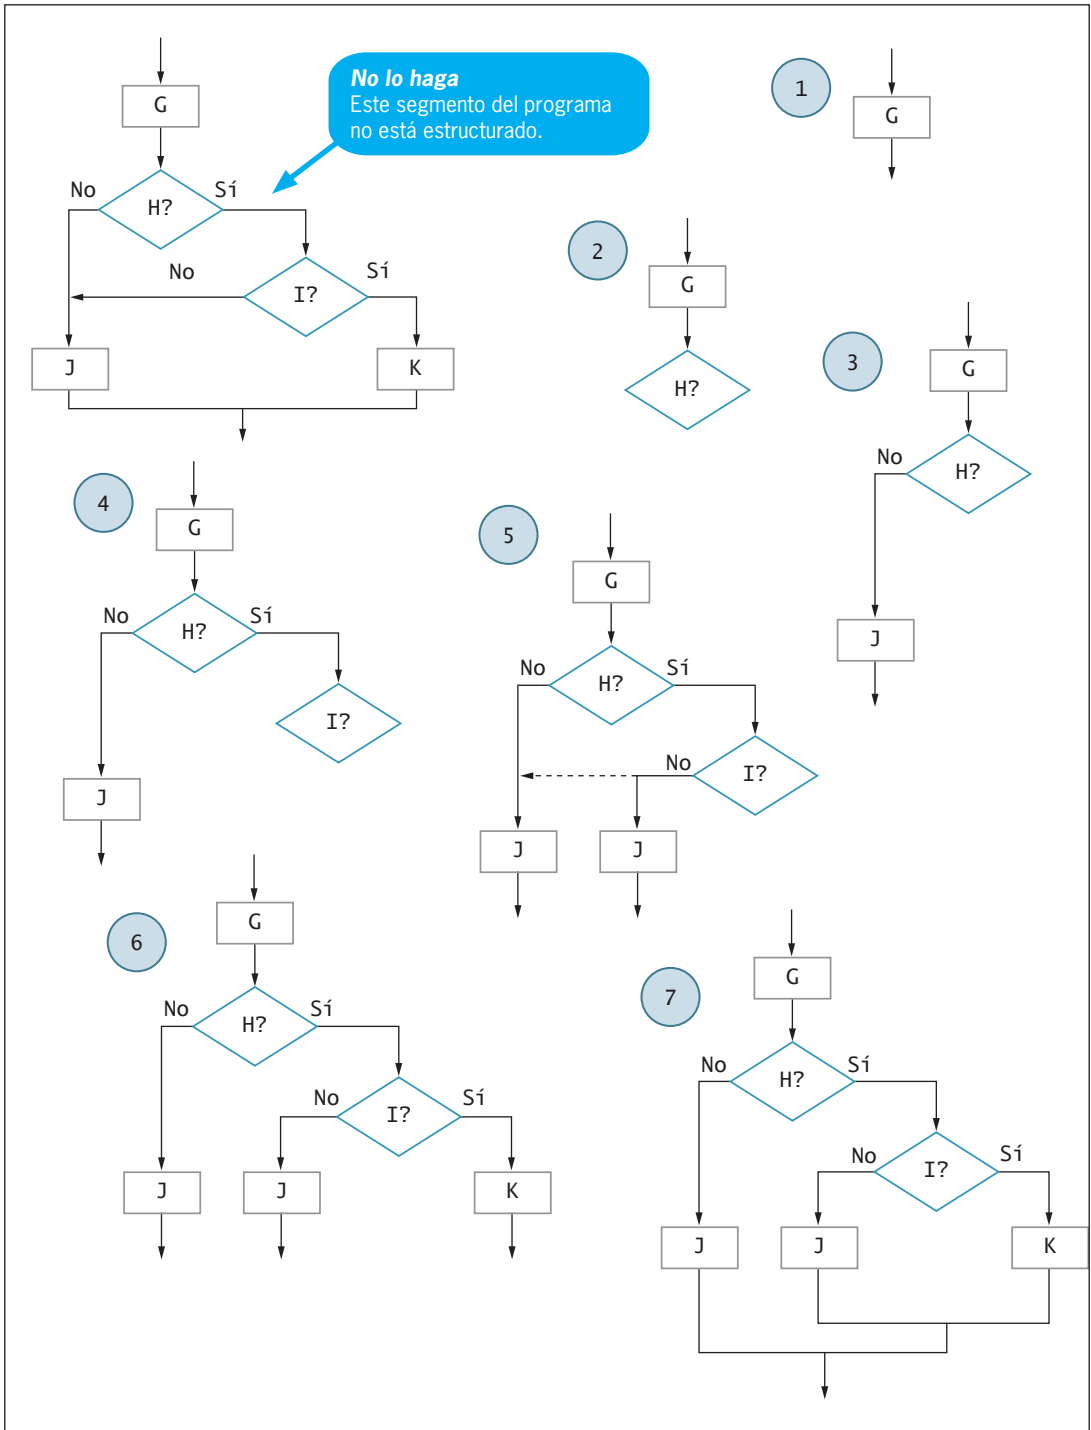 No lo haga
Este segmento del programa
no está estructurado.
G
No
Sí
H?
No
Sí
I?
J
K
1
G
2
G
H?
3
G
No
H?
J
4
G
No
Sí
H?
I?
J
5
G
No
Sí
H?
No
I?
J
J
6
G
No
Sí
H?
No
Sí
I?
J
J
K
7
G
No
Sí
H?
No
Sí
I?
J
J
K